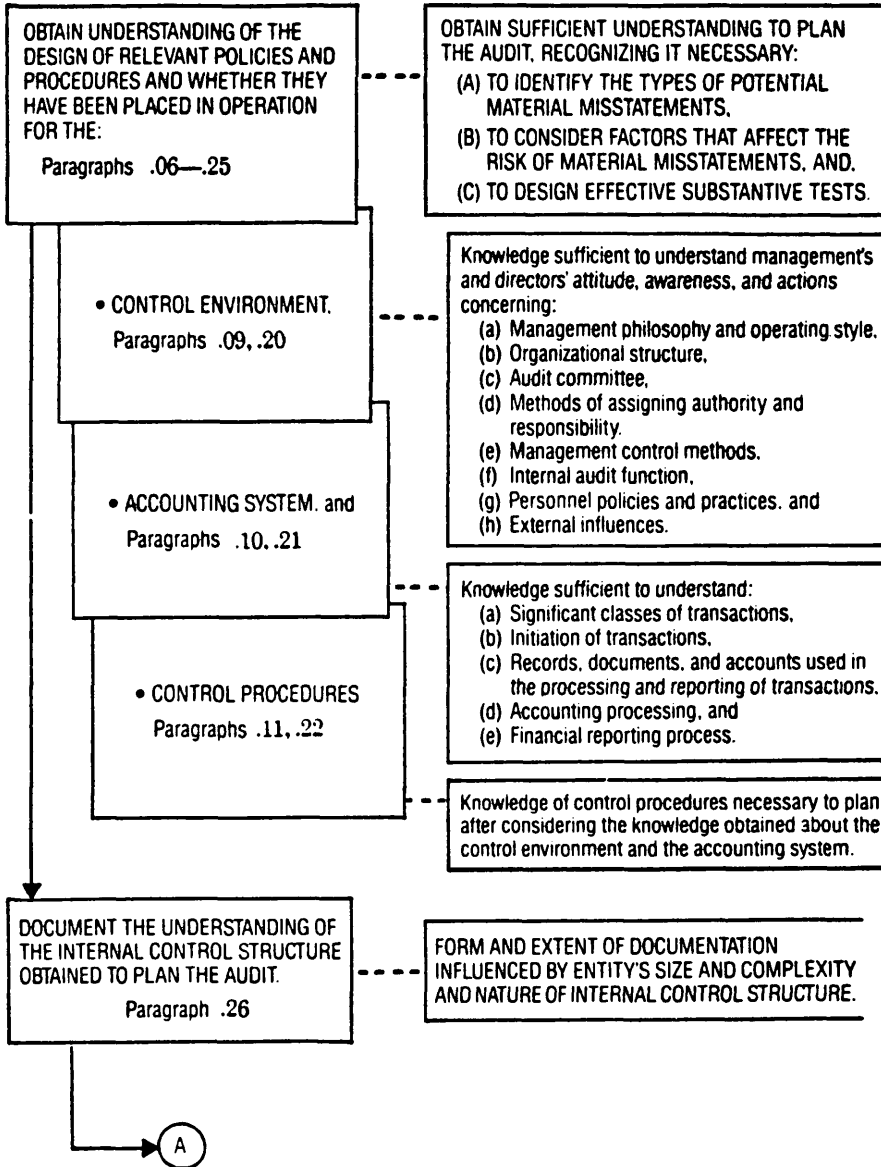 OBTAIN UNDERSTANDING OF THE
DESIGN OF RELEVANT POLICIES AND
PROCEDURES AND WHETHER THEY
HAVE BEEN PLACED IN OPERATION
FOR THE:
Paragraphs .06—.25
OBTAIN SUFFICIENT UNDERSTANDING TO PLAN
THE AUDIT, RECOGNIZING IT NECESSARY:
(A) TO IDENTIFY THE TYPES OF POTENTIAL
MATERIAL MISSTATEMENTS,
(B) TO CONSIDER FACTORS THAT AFFECT THE
RISK OF MATERIAL MISSTATEMENTS, AND,
(C) TO DESIGN EFFECTIVE SUBSTANTIVE TESTS.
• CONTROL ENVIRONMENT,
Paragraphs .09, .20
Knowledge sufficient to understand management's
and directors' attitude, awareness, and actions
concerning:
(a) Management philosophy and operating style,
(b) Organizational structure,
(c) Audit committee,
(d) Methods of assigning authority and
responsibility.
(e) Management control methods,
(f) Internal audit function,
(g) Personnel policies and practices, and
(h) External influences.
• ACCOUNTING SYSTEM, and
Paragraphs .10, .21
Knowledge sufficient to understand:
(a) Significant classes of transactions,
(b) Initiation of transactions,
(c) Records, documents, and accounts used in
the processing and reporting of transactions,
(d) Accounting processing, and
(e) Financial reporting process.
• CONTROL PROCEDURES
Paragraphs .11, .22
Knowledge of control procedures necessary to plan
after considering the knowledge obtained about the
control environment and the accounting system.
DOCUMENT THE UNDERSTANDING OF
THE INTERNAL CONTROL STRUCTURE
OBTAINED TO PLAN THE AUDIT.
Paragraph .26
FORM AND EXTENT OF DOCUMENTATION
INFLUENCED BY ENTITY'S SIZE AND COMPLEXITY
AND NATURE OF INTERNAL CONTROL STRUCTURE.
A